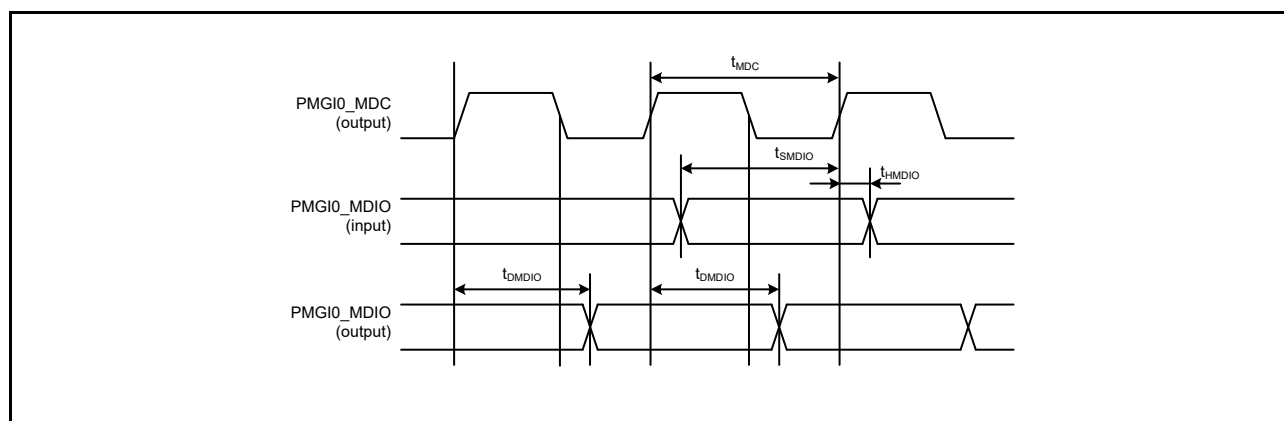 tMDC
PMGI0_MDC
(output)
tSMDIO
tHMDIO
PMGI0_MDIO
(input)
tDMDIO
tDMDIO
PMGI0_MDIO
(output)